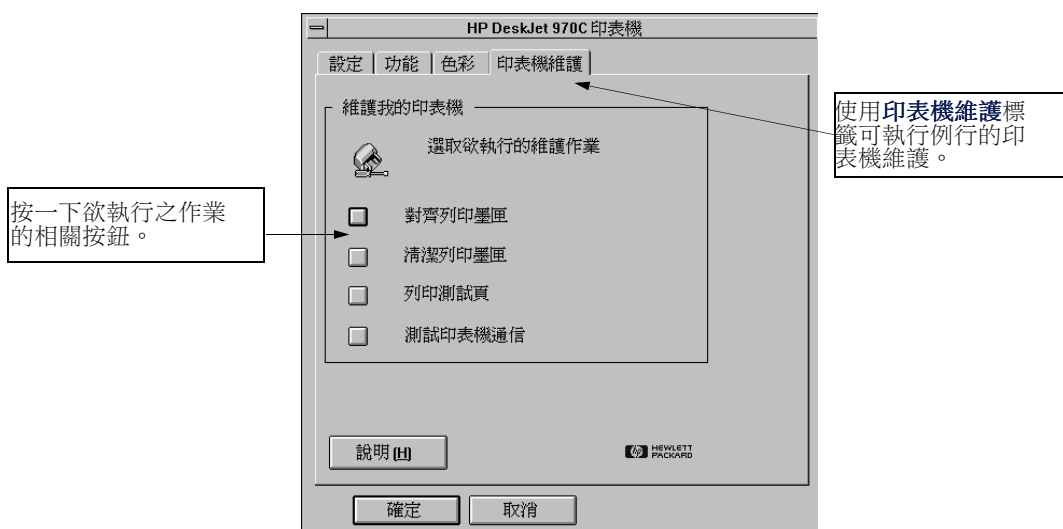 HP DeskJet 970C 印表機
設定 功能 色彩 印表機維護
維護我的印表機
選取欲執行的維護作業
對齊列印墨匣
清潔列印墨匣
列印測試頁
測試印表機通信
說明(H)
hp HEWLETT
PACKARD
確定 取消
按一下欲執行之作業
的相關按鈕。
使用印表機維護標
籤可執行例行的印
表機維護。